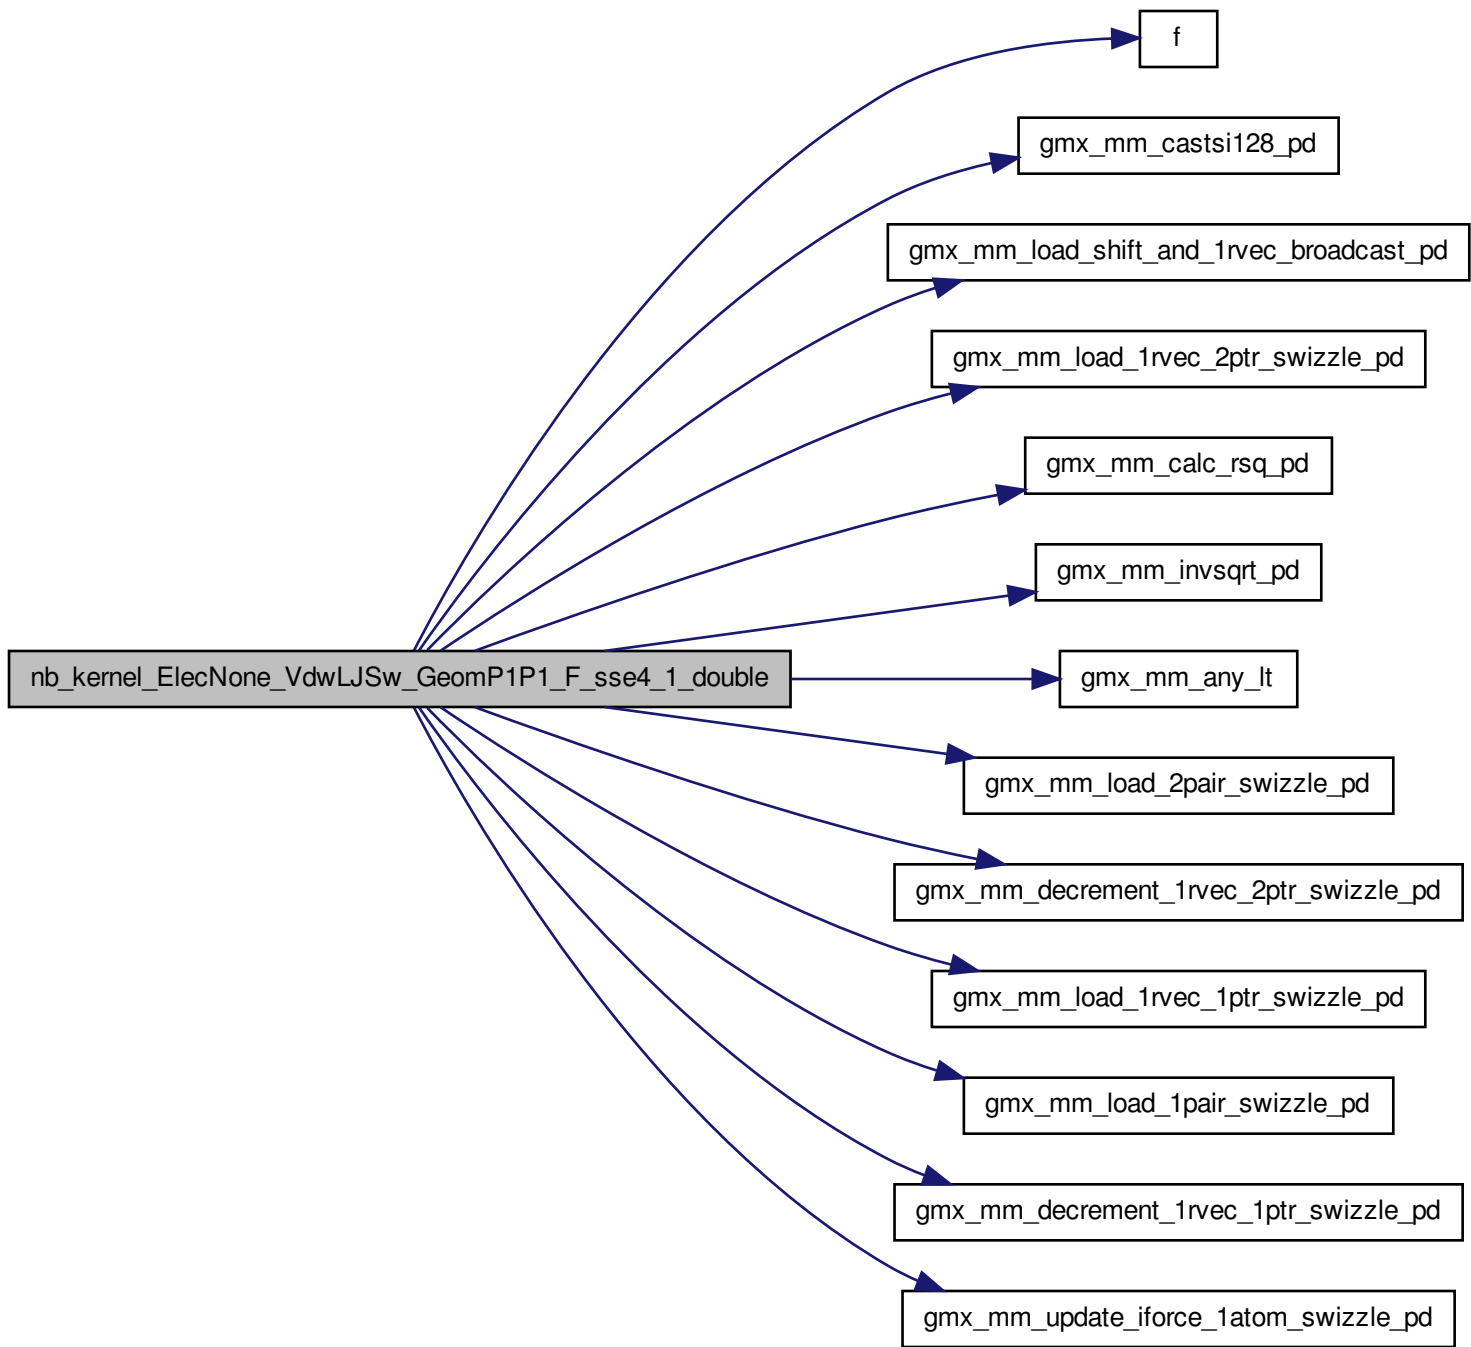 f
gmx_mm_castsi128_pd
gmx_mm_load_shift_and_1rvec_broadcast_pd
gmx_mm_load_1rvec_2ptr_swizzle_pd
gmx_mm_calc_rsq_pd
gmx_mm_invsqrt_pd
nb_kernel_ElecNone_VdwLJSw_GeomP1P1_F_sse4_1_double
gmx_mm_any_lt
gmx_mm_load_2pair_swizzle_pd
gmx_mm_decrement_1rvec_2ptr_swizzle_pd
gmx_mm_load_1rvec_1ptr_swizzle_pd
gmx_mm_load_1pair_swizzle_pd
gmx_mm_decrement_1rvec_1ptr_swizzle_pd
gmx_mm_update_iforce_1atom_swizzle_pd